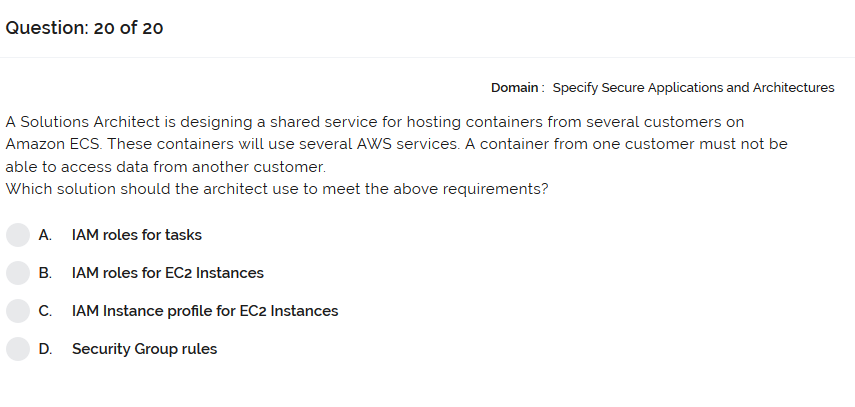 Question: 20 of 20
Domain : Specify Secure Applications and Architectures
A Solutions Architect is designing a shared service for hosting containers from several customers on
Amazon ECS. These containers will use several AWS services. A container from one customer must not be
able to access data from another customer.
Which solution should the architect use to meet the above requirements?
A. IAM roles for tasks
B. IAM roles for EC2 Instances
C. IAM Instance profile for EC2 Instances
D. Security Group rules